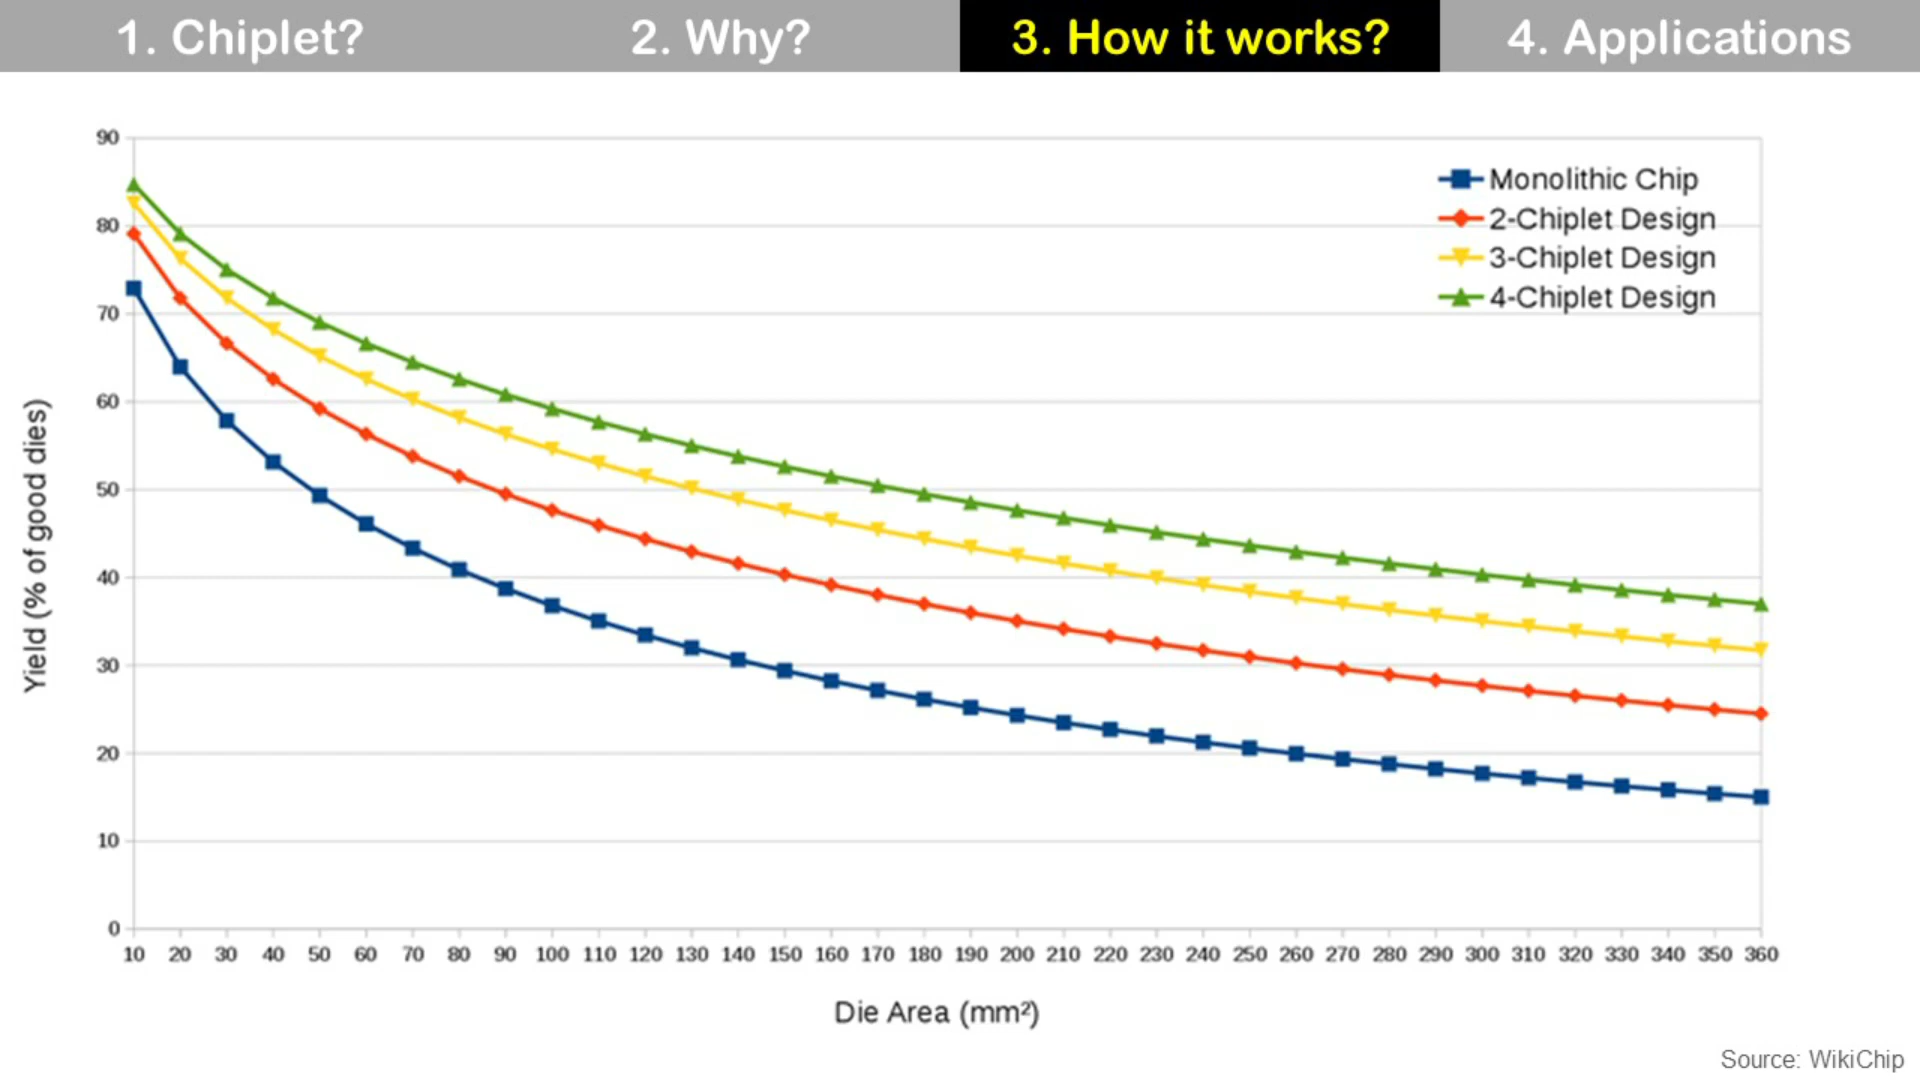 1. Chiplet?
2. Why?
3. How it works?
4. Applications
90
80
70
60
50
40
30
20
10
0
Yield (% of good dies)
Monolithic Chip
2-Chiplet Design
3-Chiplet Design
4-Chiplet Design
10 20 30 40 50 60 70 80 90 100 110 120 130 140 150 160 170 180 190 200 210 220 230 240 250 260 270 280 290 300 310 320 330 340 350 360
Die Area (mm²)
Source: WikiChip